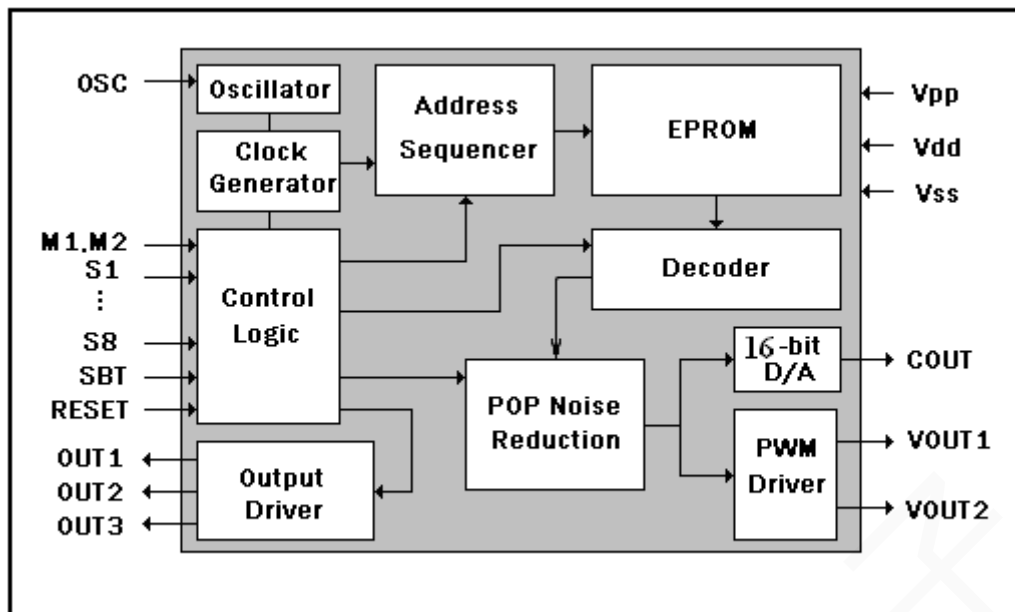 OSC
Oscillator
Clock
Generator
Address
Sequencer
EPROM
Vpp
Vdd
Vss
M1.M2
S1
⋮
S8
SBT
RESET
Control
Logic
Decoder
POP Noise
Reduction
16-bit
D/A
COUT
PWM
Driver
VOUT1
VOUT2
OUT1
OUT2
OUT3
Output
Driver